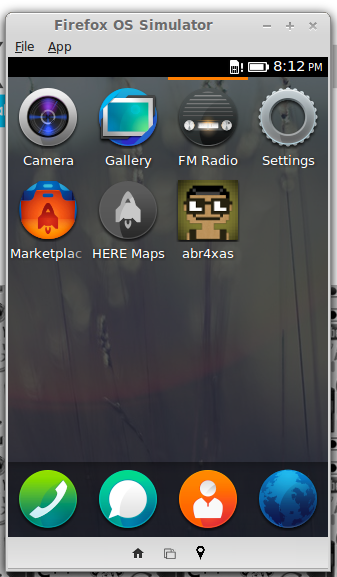 Firefox OS Simulator
File App
8:12 PM
Camera Gallery FM Radio Settings
Marketplac HERE Maps abr4xas